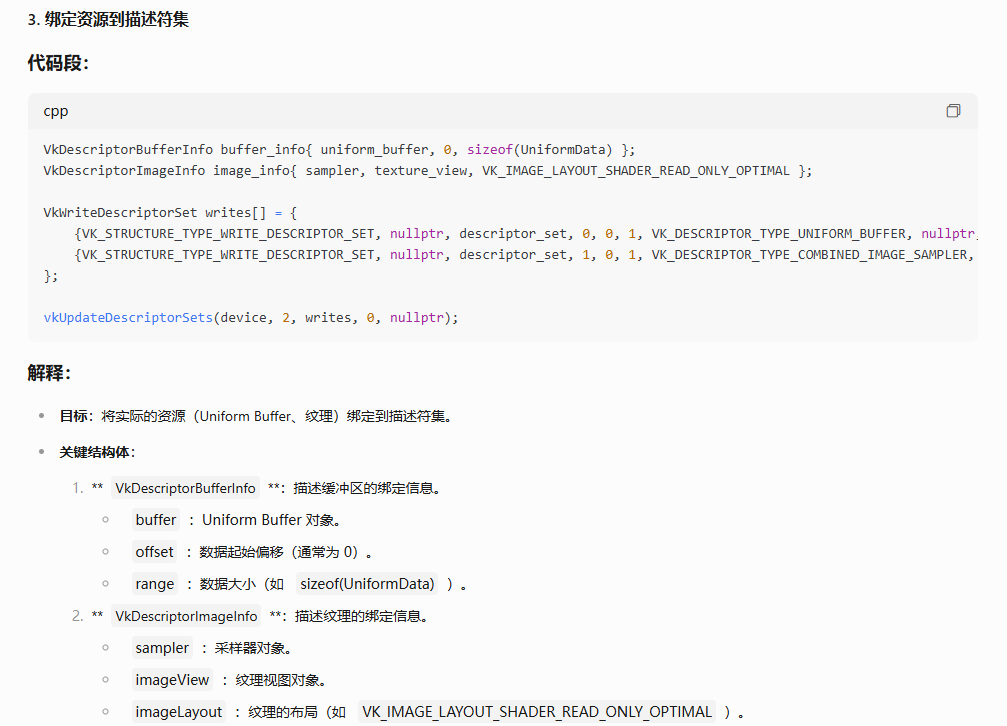 3. 绑定资源到描述符集
代码段：
cpp
VkDescriptorBufferInfo buffer_info{ uniform_buffer, 0, sizeof(UniformData) };
VkDescriptorImageInfo image_info{ sampler, texture_view, VK_IMAGE_LAYOUT_SHADER_READ_ONLY_OPTIMAL };
VkWriteDescriptorSet writes[] = {
{VK_STRUCTURE_TYPE_WRITE_DESCRIPTOR_SET, nullptr, descriptor_set, 0, 0, 1, VK_DESCRIPTOR_TYPE_UNIFORM_BUFFER, nullptr,
{VK_STRUCTURE_TYPE_WRITE_DESCRIPTOR_SET, nullptr, descriptor_set, 1, 0, 1, VK_DESCRIPTOR_TYPE_COMBINED_IMAGE_SAMPLER,
};
vkUpdateDescriptorSets(device, 2, writes, 0, nullptr);
解释：
目标：将实际的资源（Uniform Buffer、纹理）绑定到描述符集。
关键结构体：
1. ** VkDescriptorBufferInfo **：描述缓冲区的绑定信息。
buffer ：Uniform Buffer 对象。
offset ：数据起始偏移（通常为 0）。
range ：数据大小（如 sizeof(UniformData) ）。
2. ** VkDescriptorImageInfo **：描述纹理的绑定信息。
sampler ：采样器对象。
imageView ：纹理视图对象。
imageLayout ：纹理的布局（如 VK_IMAGE_LAYOUT_SHADER_READ_ONLY_OPTIMAL ）。